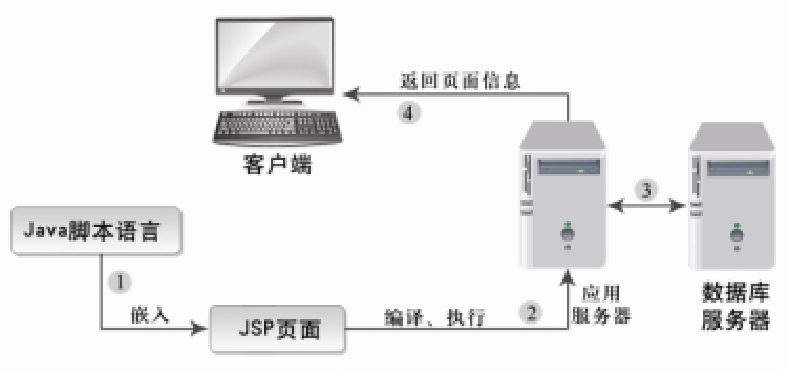 返回页面信息
4
客户端
3
Java脚本语言
1
嵌入
JSP页面
编译、执行
2
应用
服务器
数据库
服务器